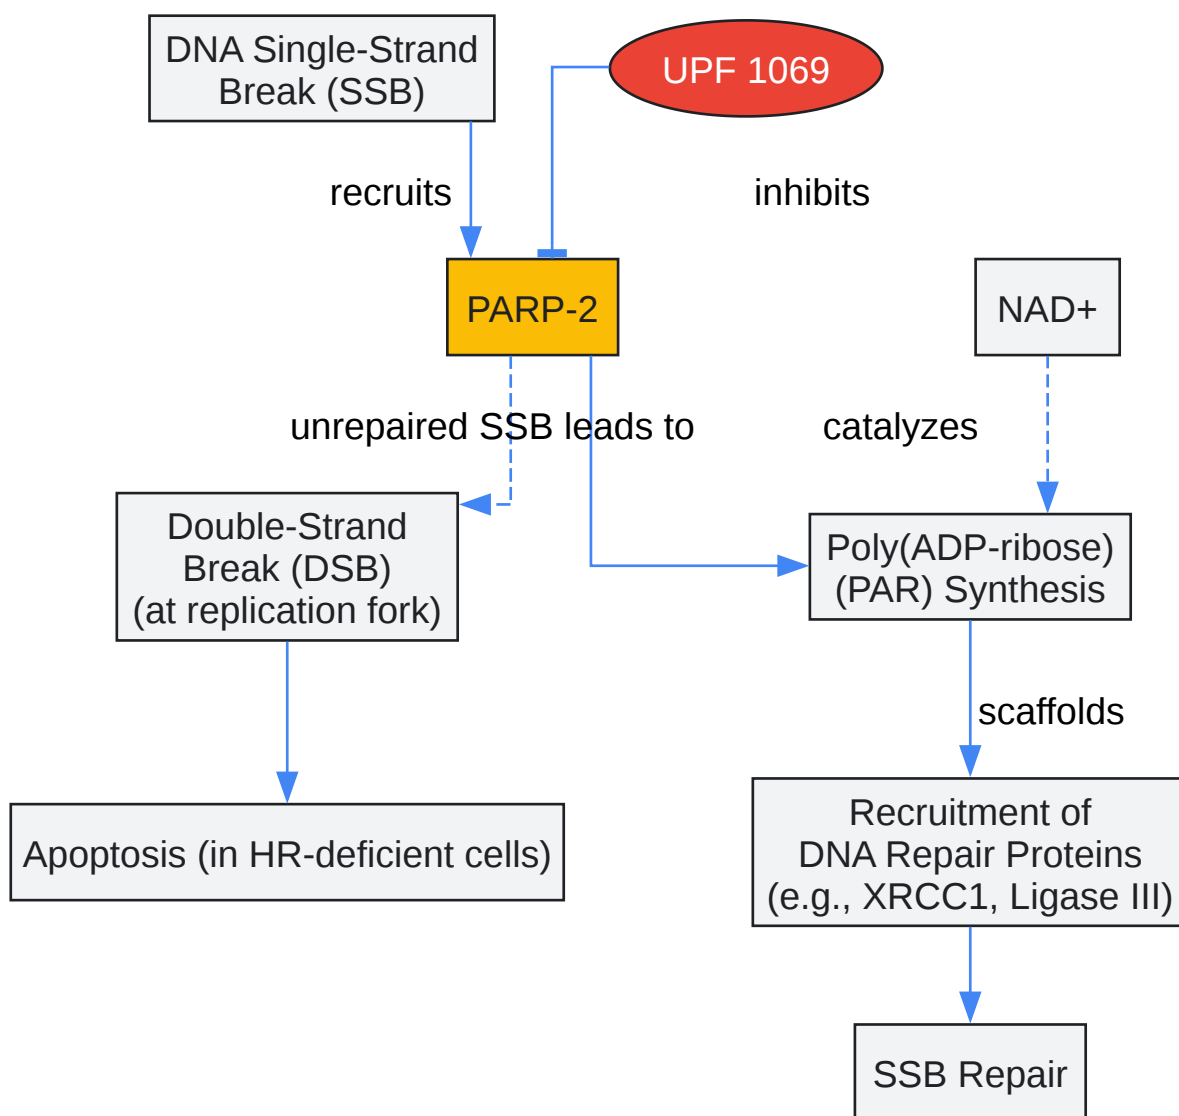 DNA Single-Strand
Break (SSB)
UPF 1069
recruits
inhibits
PARP-2
NAD+
unrepaired SSB leads to
catalyzes
Double-Strand
Break (DSB)
(at replication fork)
Poly(ADP-ribose)
(PAR) Synthesis
scaffolds
Apoptosis (in HR-deficient cells)
Recruitment of
DNA Repair Proteins
(e.g., XRCC1, Ligase III)
SSB Repair